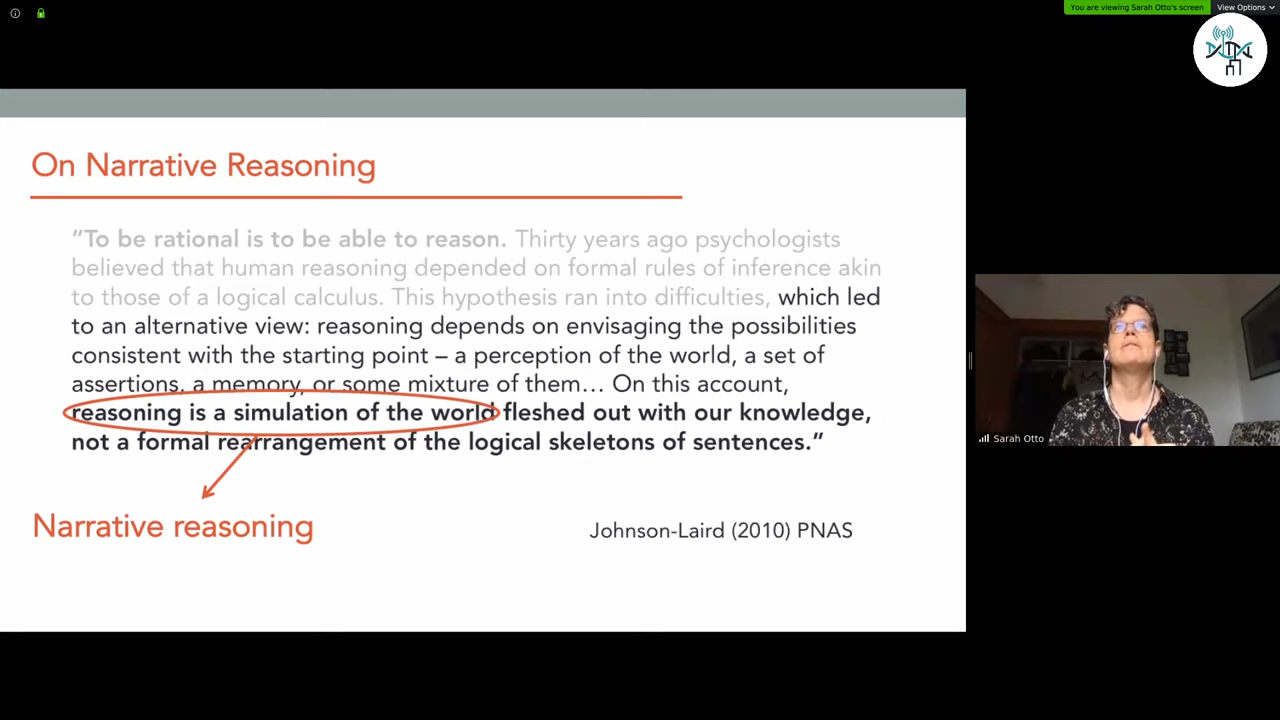 You are viewing Sarah Otto's screen View Options
On Narrative Reasoning
“To be rational is to be able to reason. Thirty years ago psychologists
believed that human reasoning depended on formal rules of inference akin
to those of a logical calculus. This hypothesis ran into difficulties, which led
to an alternative view: reasoning depends on envisaging the possibilities
consistent with the starting point – a perception of the world, a set of
assertions, a memory, or some mixture of them… On this account,
reasoning is a simulation of the world fleshed out with our knowledge,
not a formal rearrangement of the logical skeletons of sentences.”
Narrative reasoning
Johnson-Laird (2010) PNAS
Sarah Otto